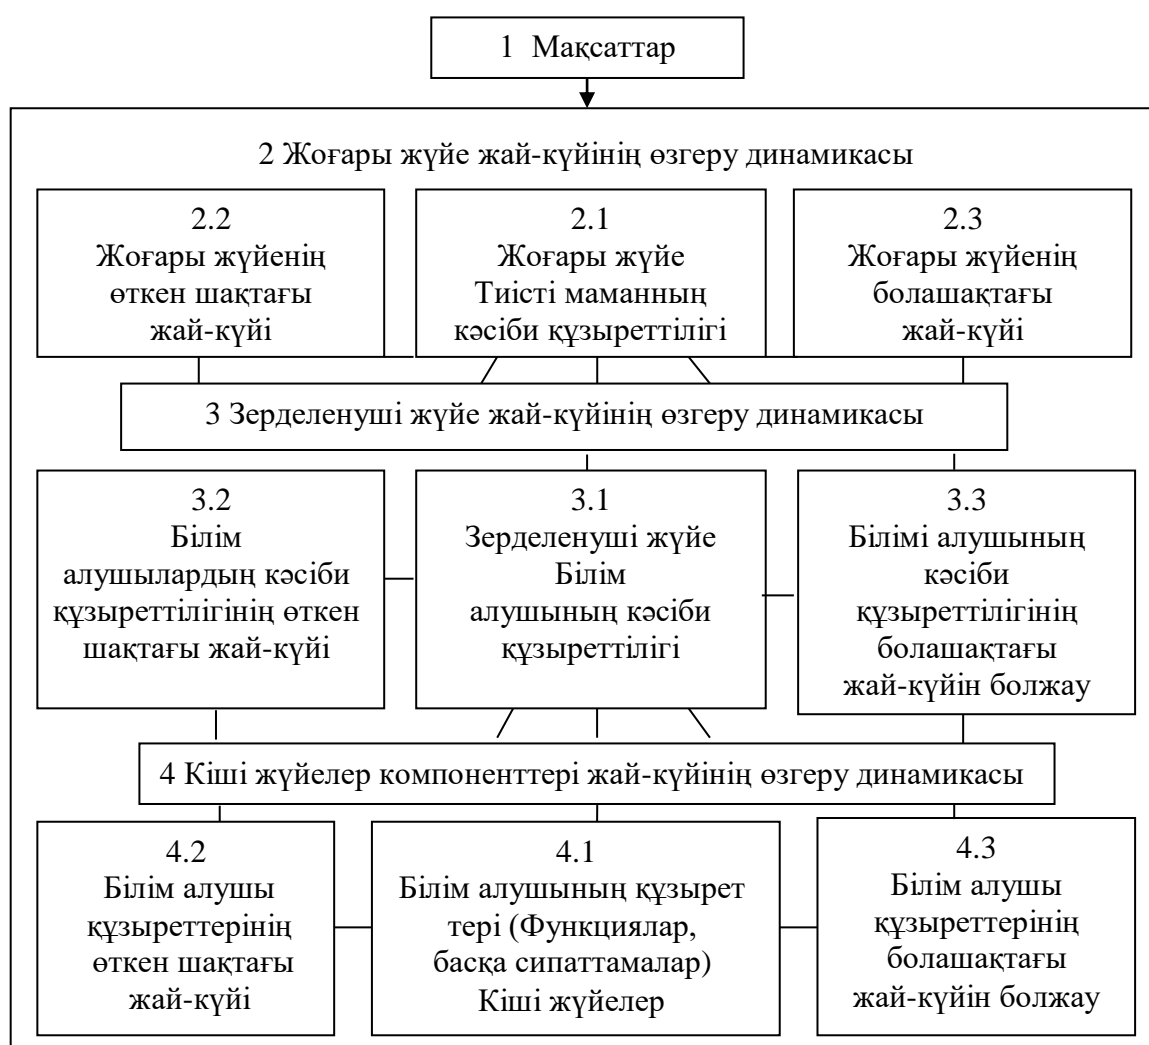 1 Мақсаттар
2 Жоғары жүйе жай-күйінің өзгеру динамикасы
2.2
Жоғары жүйенің
өткен шақтағы
жай-күйі
2.1
Жоғары жүйе
Тиісті маманның
кәсіби құзыреттілігі
2.3
Жоғары жүйенің
болашақтағы
жай-күйі
3 Зерделенуші жүйе жай-күйінің өзгеру динамикасы
3.2
Білім
алушылардың кәсіби
құзыреттілігінің өткен
шақтағы жай-күйі
3.1
Зерделенуші жүйе
Білім
алушының кәсіби
құзыреттілігі
3.3
Білімі алушының
кәсіби
құзыреттілігінің
болашақтағы
жай-күйін болжау
4 Кіші жүйелер компоненттері жай-күйінің өзгеру динамикасы
4.2
Білім алушы
құзыреттерінің
өткен шақтағы
жай-күйі
4.1
Білім алушының құзырет
тері (Функциялар,
басқа сипаттамалар)
Кіші жүйелер
4.3
Білім алушы
құзыреттерінің
болашақтағы
жай-күйін болжау